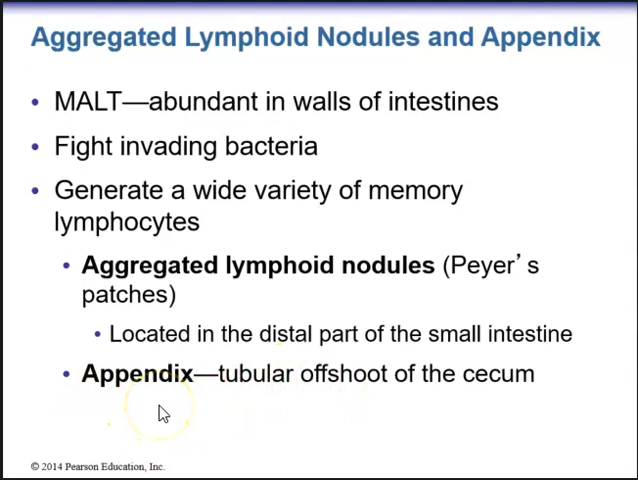 Aggregated Lymphoid Nodules and Appendix
• MALT—abundant in walls of intestines
• Fight invading bacteria
• Generate a wide variety of memory
lymphocytes
• Aggregated lymphoid nodules (Peyer’s
patches)
• Located in the distal part of the small intestine
• Appendix—tubular offshoot of the cecum
© 2014 Pearson Education, Inc.